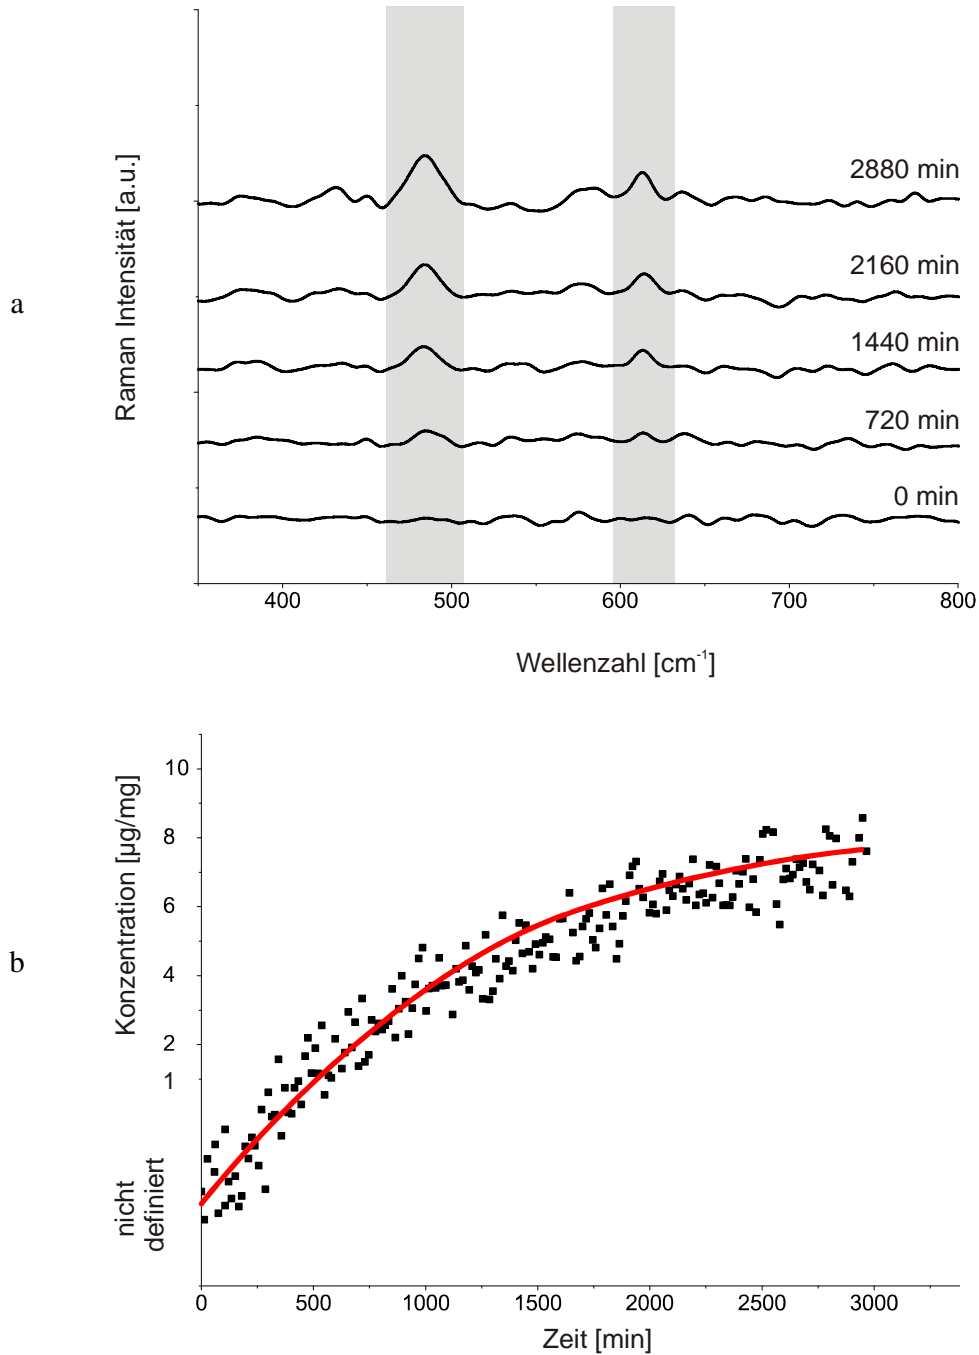 a
Raman Intensität [a.u.]
2880 min
2160 min
1440 min
720 min
0 min
400 500 600 700 800
Wellenzahl [cm⁻¹]
b
Konzentration [µg/mg]
nicht
definiert
10
8
6
4
2
1
0 500 1000 1500 2000 2500 3000
Zeit [min]